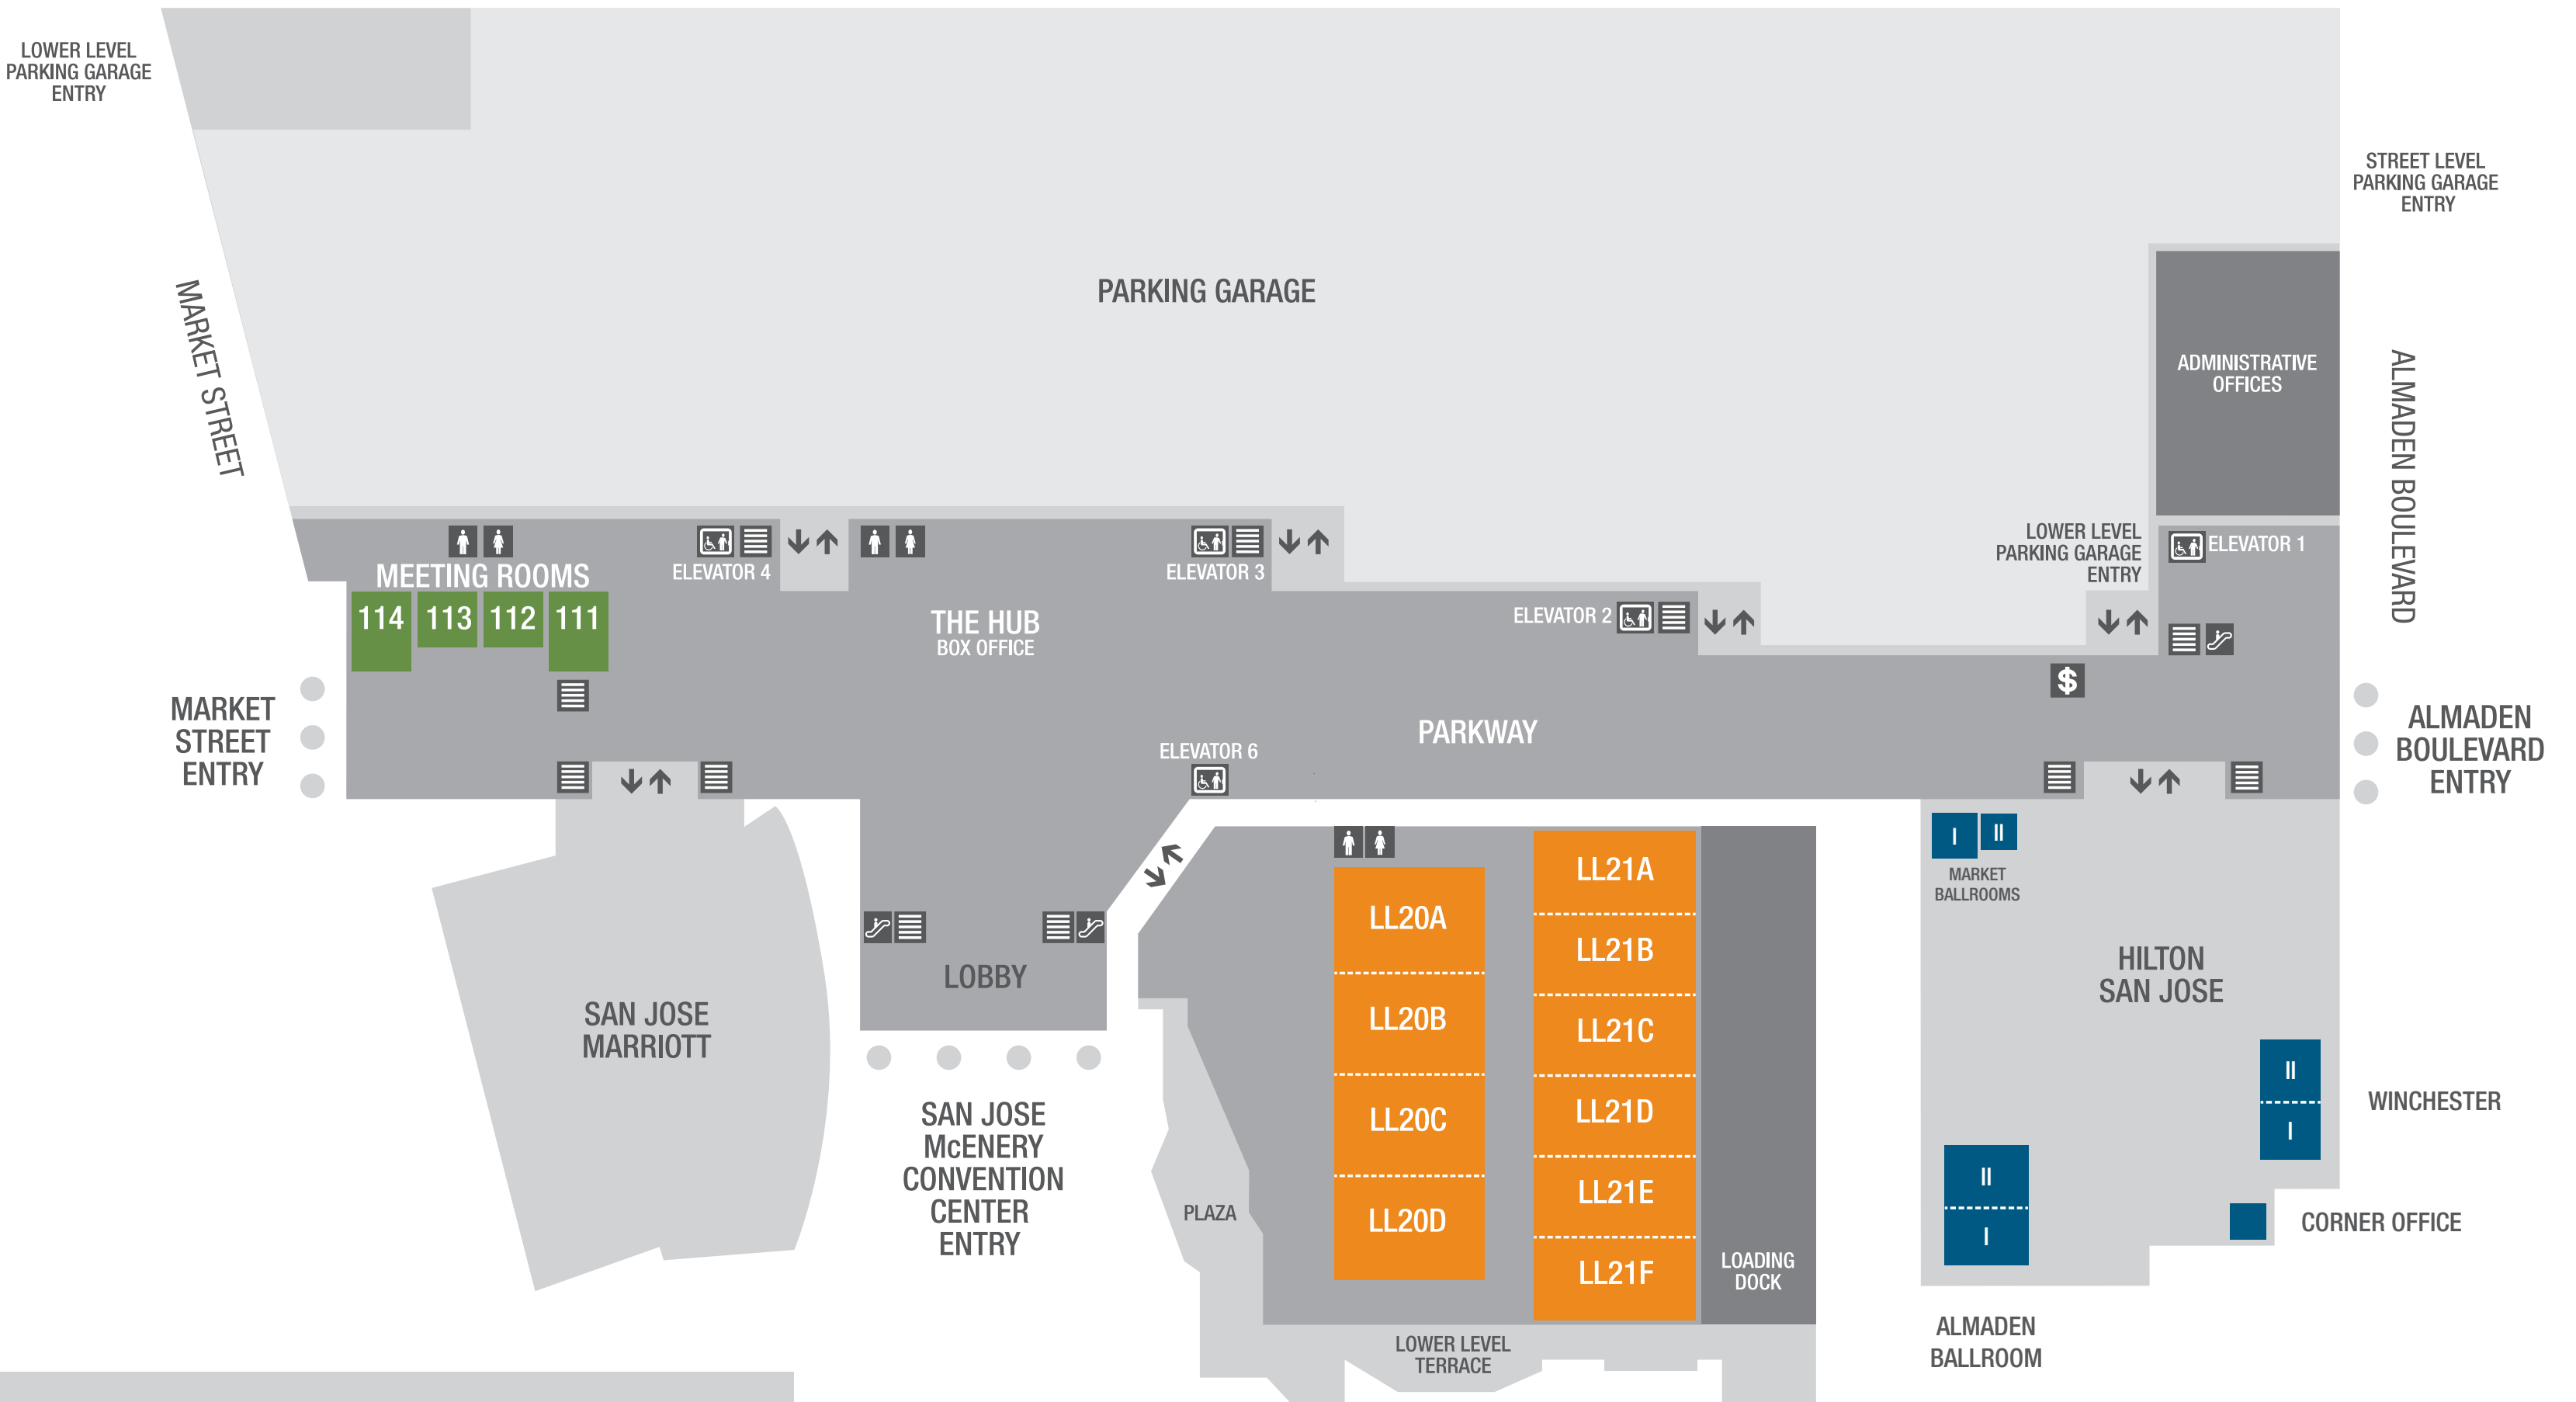 LOWER LEVEL
PARKING GARAGE
ENTRY
STREET LEVEL
PARKING GARAGE
ENTRY
MARKET STREET
PARKING GARAGE
ADMINISTRATIVE
OFFICES
ALMADEN BOULEVARD
LOWER LEVEL
PARKING GARAGE
ENTRY
ELEVATOR 1
MEETING ROOMS
ELEVATOR 4
ELEVATOR 3
114
113
112
111
THE HUB
BOX OFFICE
ELEVATOR 2
$
MARKET
STREET
ENTRY
PARKWAY
ALMADEN
BOULEVARD
ENTRY
ELEVATOR 6
I
II
MARKET
BALLROOMS
LL20A
LL20B
LL20C
LL20D
LL21A
LL21B
LL21C
LL21D
LL21E
LL21F
LOBBY
SAN JOSE
MARRIOTT
HILTON
SAN JOSE
SAN JOSE
McENERY
CONVENTION
CENTER
ENTRY
PLAZA
LOADING
DOCK
II
I
WINCHESTER
II
I
CORNER OFFICE
LOWER LEVEL
TERRACE
ALMADEN
BALLROOM